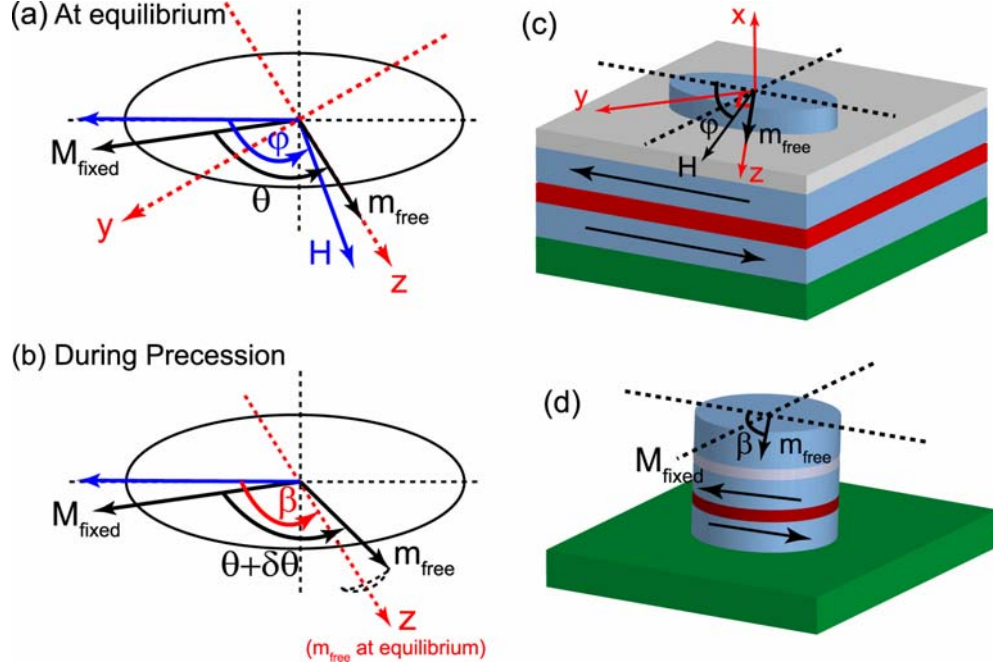 (a) At equilibrium
φ
M_fixed
θ
m_free
y
H
z
(b) During Precession
β
M_fixed
θ+δθ
m_free
z
(m_free at equilibrium)
(c)
x
y
φ
m_free
H
z
(d)
β
m_free
M_fixed